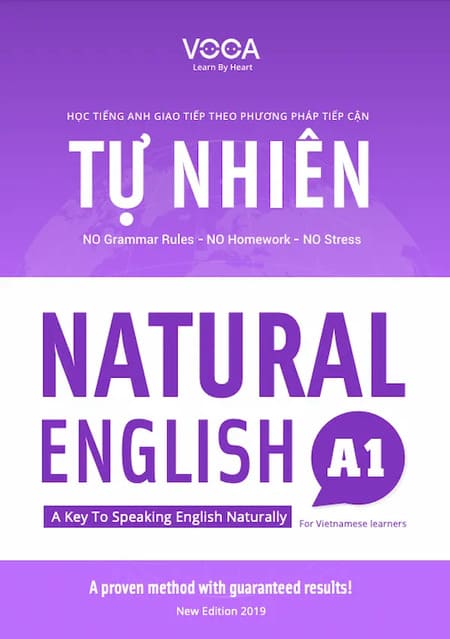 VOCA
Learn By Heart
HỌC TIẾNG ANH GIAO TIẾP THEO PHƯƠNG PHÁP TIẾP CẬN
TỰ NHIÊN
NO Grammar Rules - NO Homework - NO Stress
NATURAL
ENGLISH
A1
A Key To Speaking English Naturally
For Vietnamese learners
A proven method with guaranteed results!
New Edition 2019